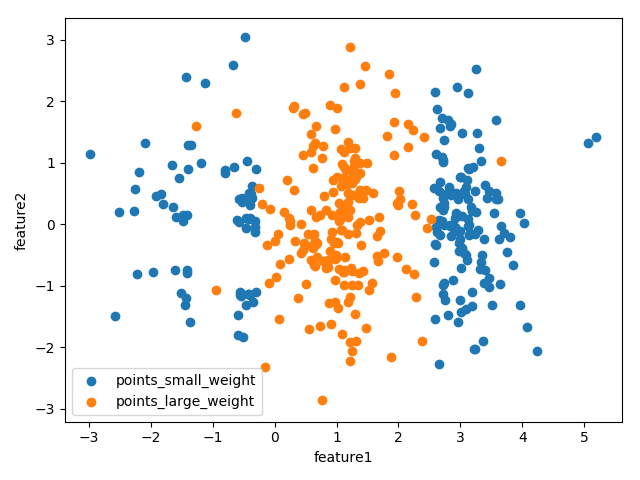 3
2
1
0
−1
−2
−3
feature2
points_small_weight
points_large_weight
−3 −2 −1 0 1 2 3 4 5
feature1